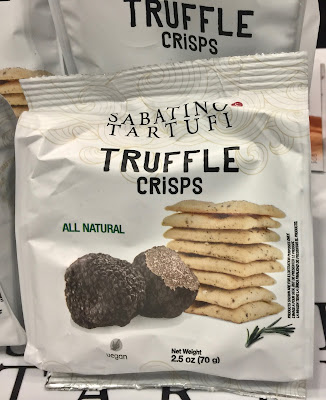 TRUFFLE
CRiSPS
SABATINO
TARTUFI
TRUFFLE
CRiSPS
ALL NATURAL
vegan
Net Weight
2.5 oz (70 g)